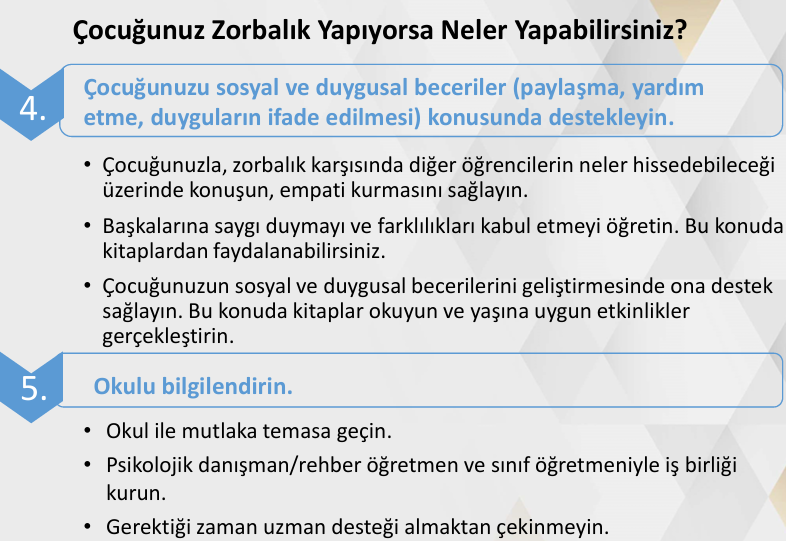 Çocuğunuz Zorbalık Yapıyorsa Neler Yapabilirsiniz?
4.
Çocuğunuzu sosyal ve duygusal beceriler (paylaşma, yardım
etme, duyguların ifade edilmesi) konusunda destekleyin.
• Çocuğunuzla, zorbalık karşısında diğer öğrencilerin neler hissedebileceği
üzerinde konuşun, empati kurmasını sağlayın.
• Başkalarına saygı duymayı ve farklılıkları kabul etmeyi öğretin. Bu konuda
kitaplardan faydalanabilirsiniz.
• Çocuğunuzun sosyal ve duygusal becerilerini geliştirmesinde ona destek
sağlayın. Bu konuda kitaplar okuyun ve yaşına uygun etkinlikler
gerçekleştirin.
5.
Okulu bilgilendirin.
• Okul ile mutlaka temasa geçin.
• Psikolojik danışman/rehber öğretmen ve sınıf öğretmeniyle iş birliği
kurun.
• Gerektiği zaman uzman desteği almaktan çekinmeyin.